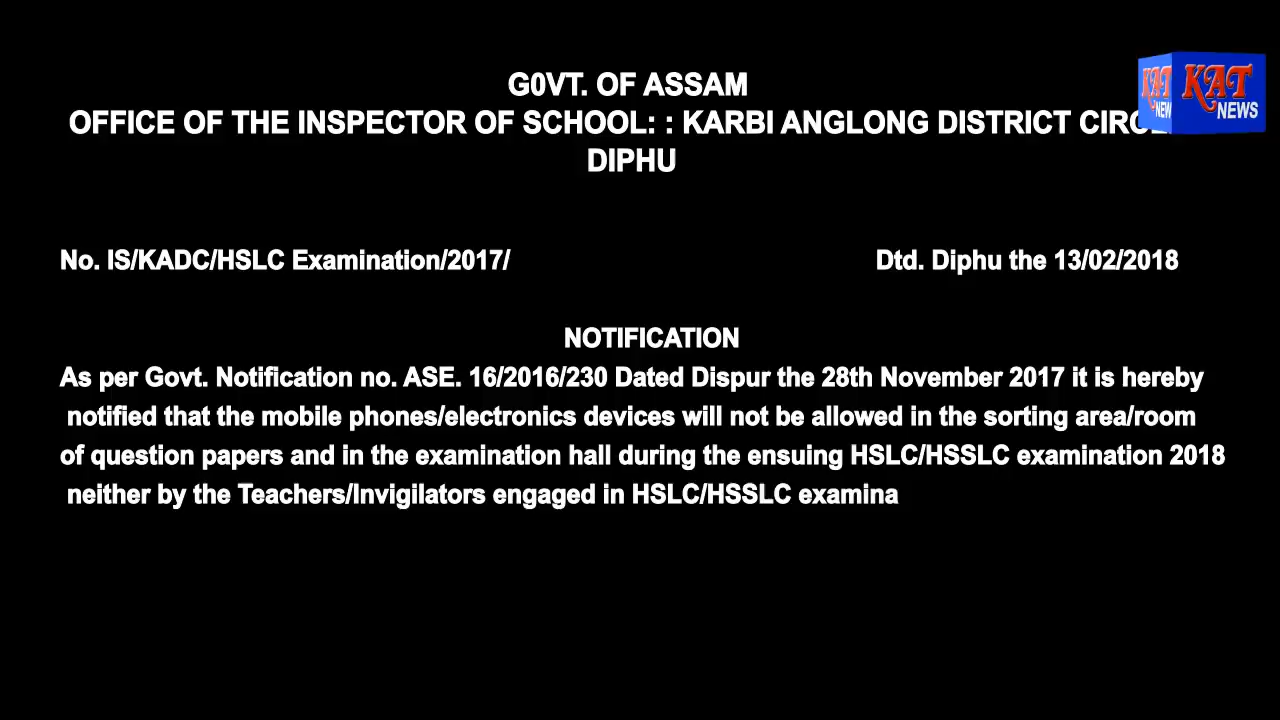 G0VT. OF ASSAM
OFFICE OF THE INSPECTOR OF SCHOOL: : KARBI ANGLONG DISTRICT
DIPHU
No. IS/KADC/HSLC Examination/2017/
Dtd. Diphu the 13/02/2018
NOTIFICATION
As per Govt. Notification no. ASE. 16/2016/230 Dated Dispur the 28th November 2017 it is hereby
notified that the mobile phones/electronics devices will not be allowed in the sorting area/room
of question papers and in the examination hall during the ensuing HSLC/HSSLC examination 2018
neither by the Teachers/Invigilators engaged in HSLC/HSSLC examina
KAT
NEWS